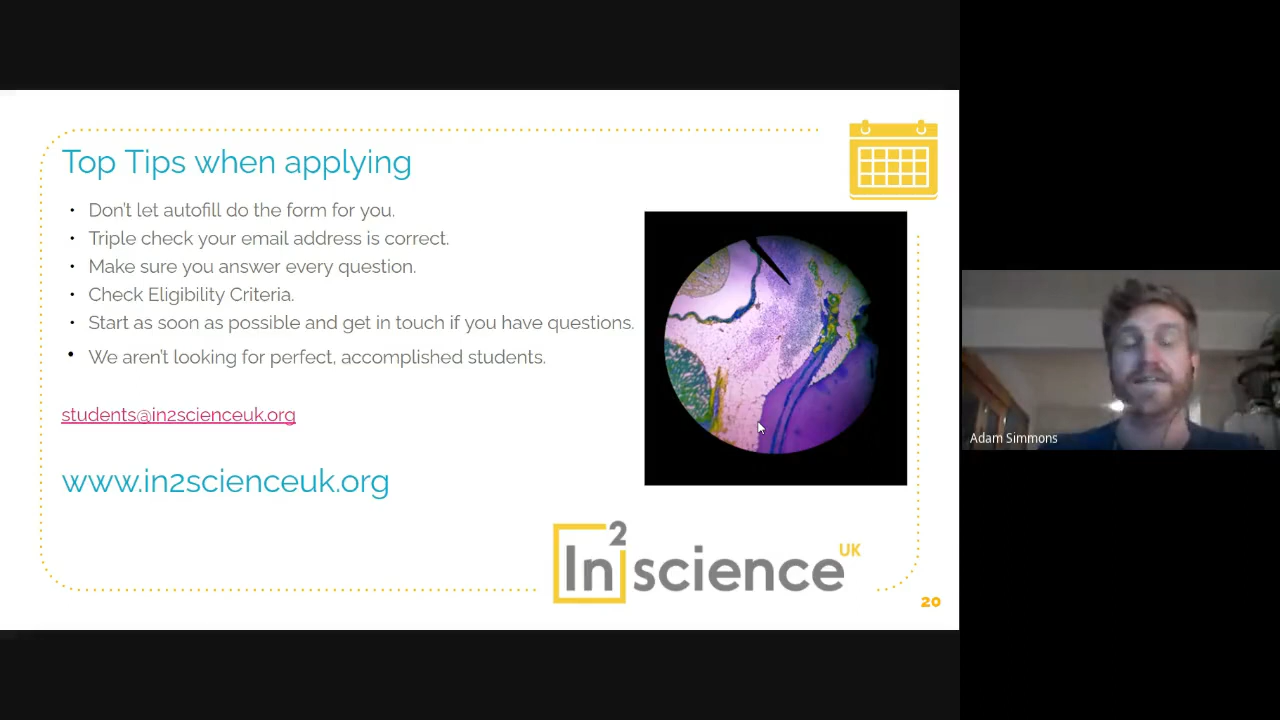 Top Tips when applying
• Don't let autofill do the form for you.
• Triple check your email address is correct.
• Make sure you answer every question.
• Check Eligibility Criteria.
• Start as soon as possible and get in touch if you have questions.
• We aren't looking for perfect, accomplished students.
students@in2scienceuk.org
www.in2scienceuk.org
In2science UK
20
Adam Simmons